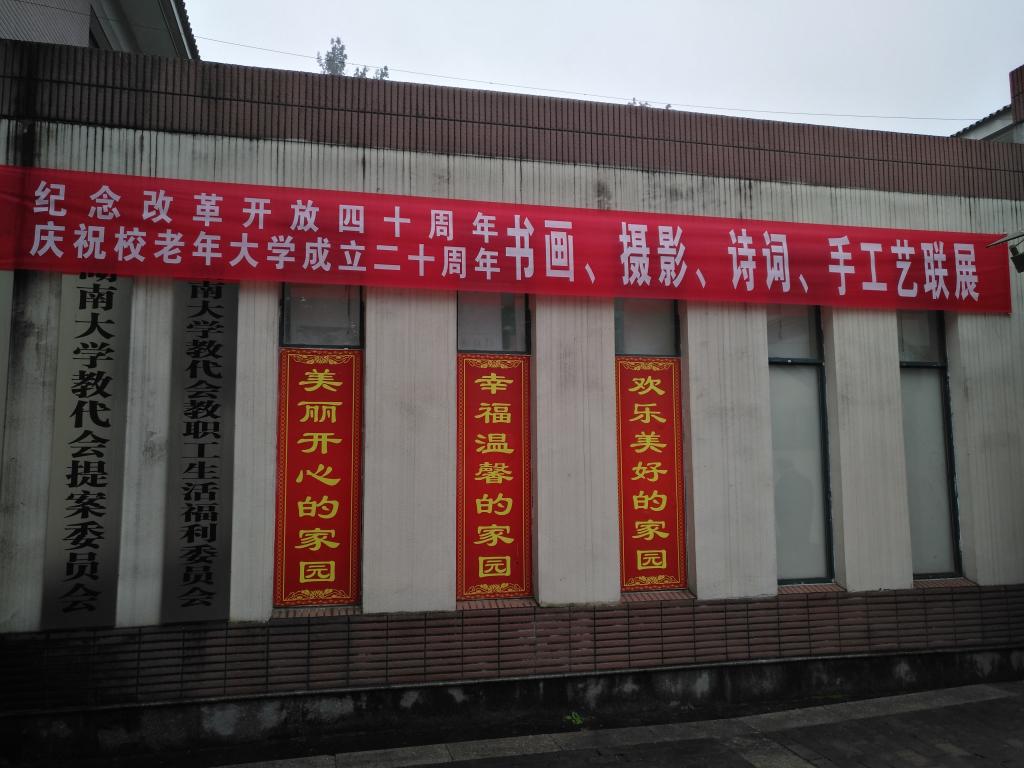 纪念改革开放四十周年
庆祝校老年大学成立二十周年
书画、摄影、诗词、手工艺联展
湖南大学教代会提案委员会
南大学教代会教职工生活福利委员会
美丽开心的家园
幸福温馨的家园
欢乐美好的家园